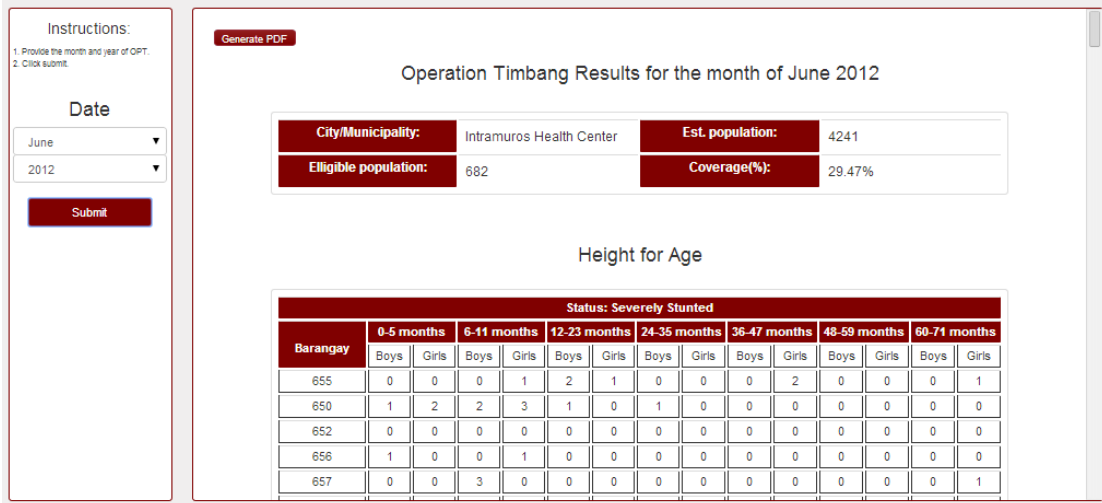 Instructions:
1. Provide the month and year of OPT.
2. Click submit.
Date
June
2012
Submit
Generate PDF
Operation Timbang Results for the month of June 2012
City/Municipality: Intramuros Health Center Est. population: 4241
Elligible population: 682 Coverage(%): 29.47%
Height for Age
Status: Severely Stunted
Barangay 0-5 months 6-11 months 12-23 months 24-35 months 36-47 months 48-59 months 60-71 months
Boys Girls Boys Girls Boys Girls Boys Girls Boys Girls Boys Girls Boys Girls
655 0 0 0 1 2 1 0 0 0 2 0 0 0 1
650 1 2 2 3 1 0 1 0 0 0 0 0 0 0
652 0 0 0 0 0 0 0 0 0 0 0 0 0 0
656 1 0 0 1 0 0 0 0 0 0 0 0 0 0
657 0 0 3 0 0 0 0 0 0 0 0 0 0 1